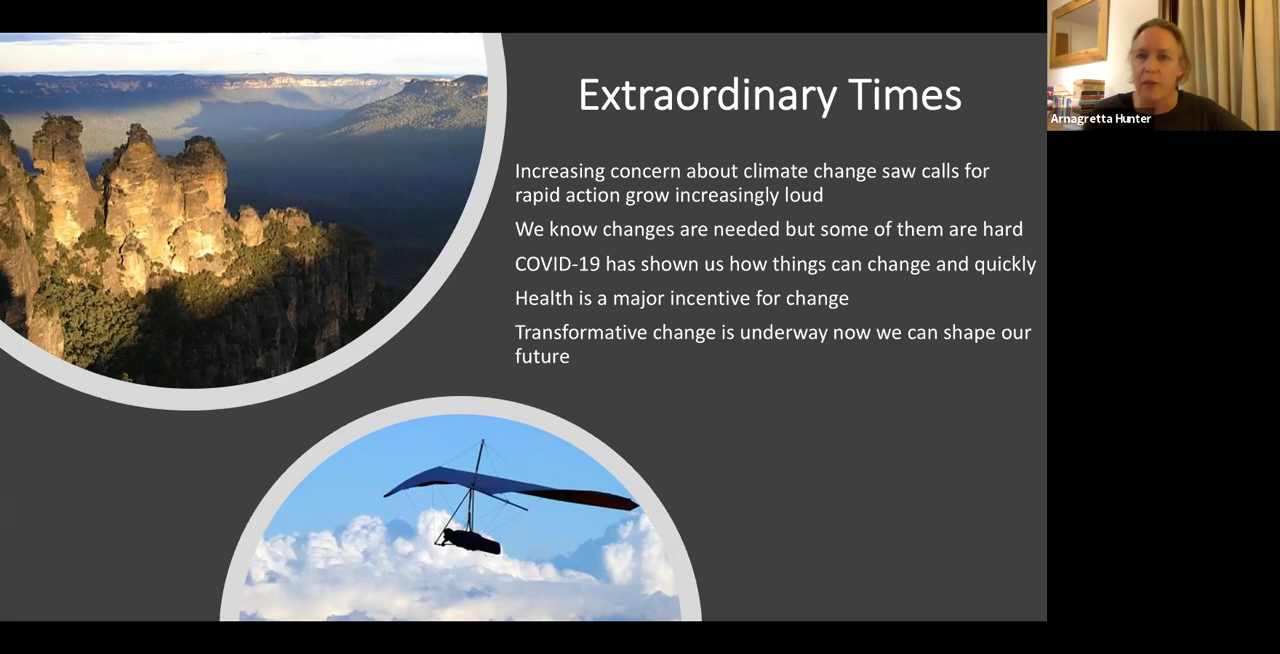 Extraordinary Times
Increasing concern about climate change saw calls for
rapid action grow increasingly loud
We know changes are needed but some of them are hard
COVID-19 has shown us how things can change and quickly
Health is a major incentive for change
Transformative change is underway now we can shape our
future
Arnagretta Hunter